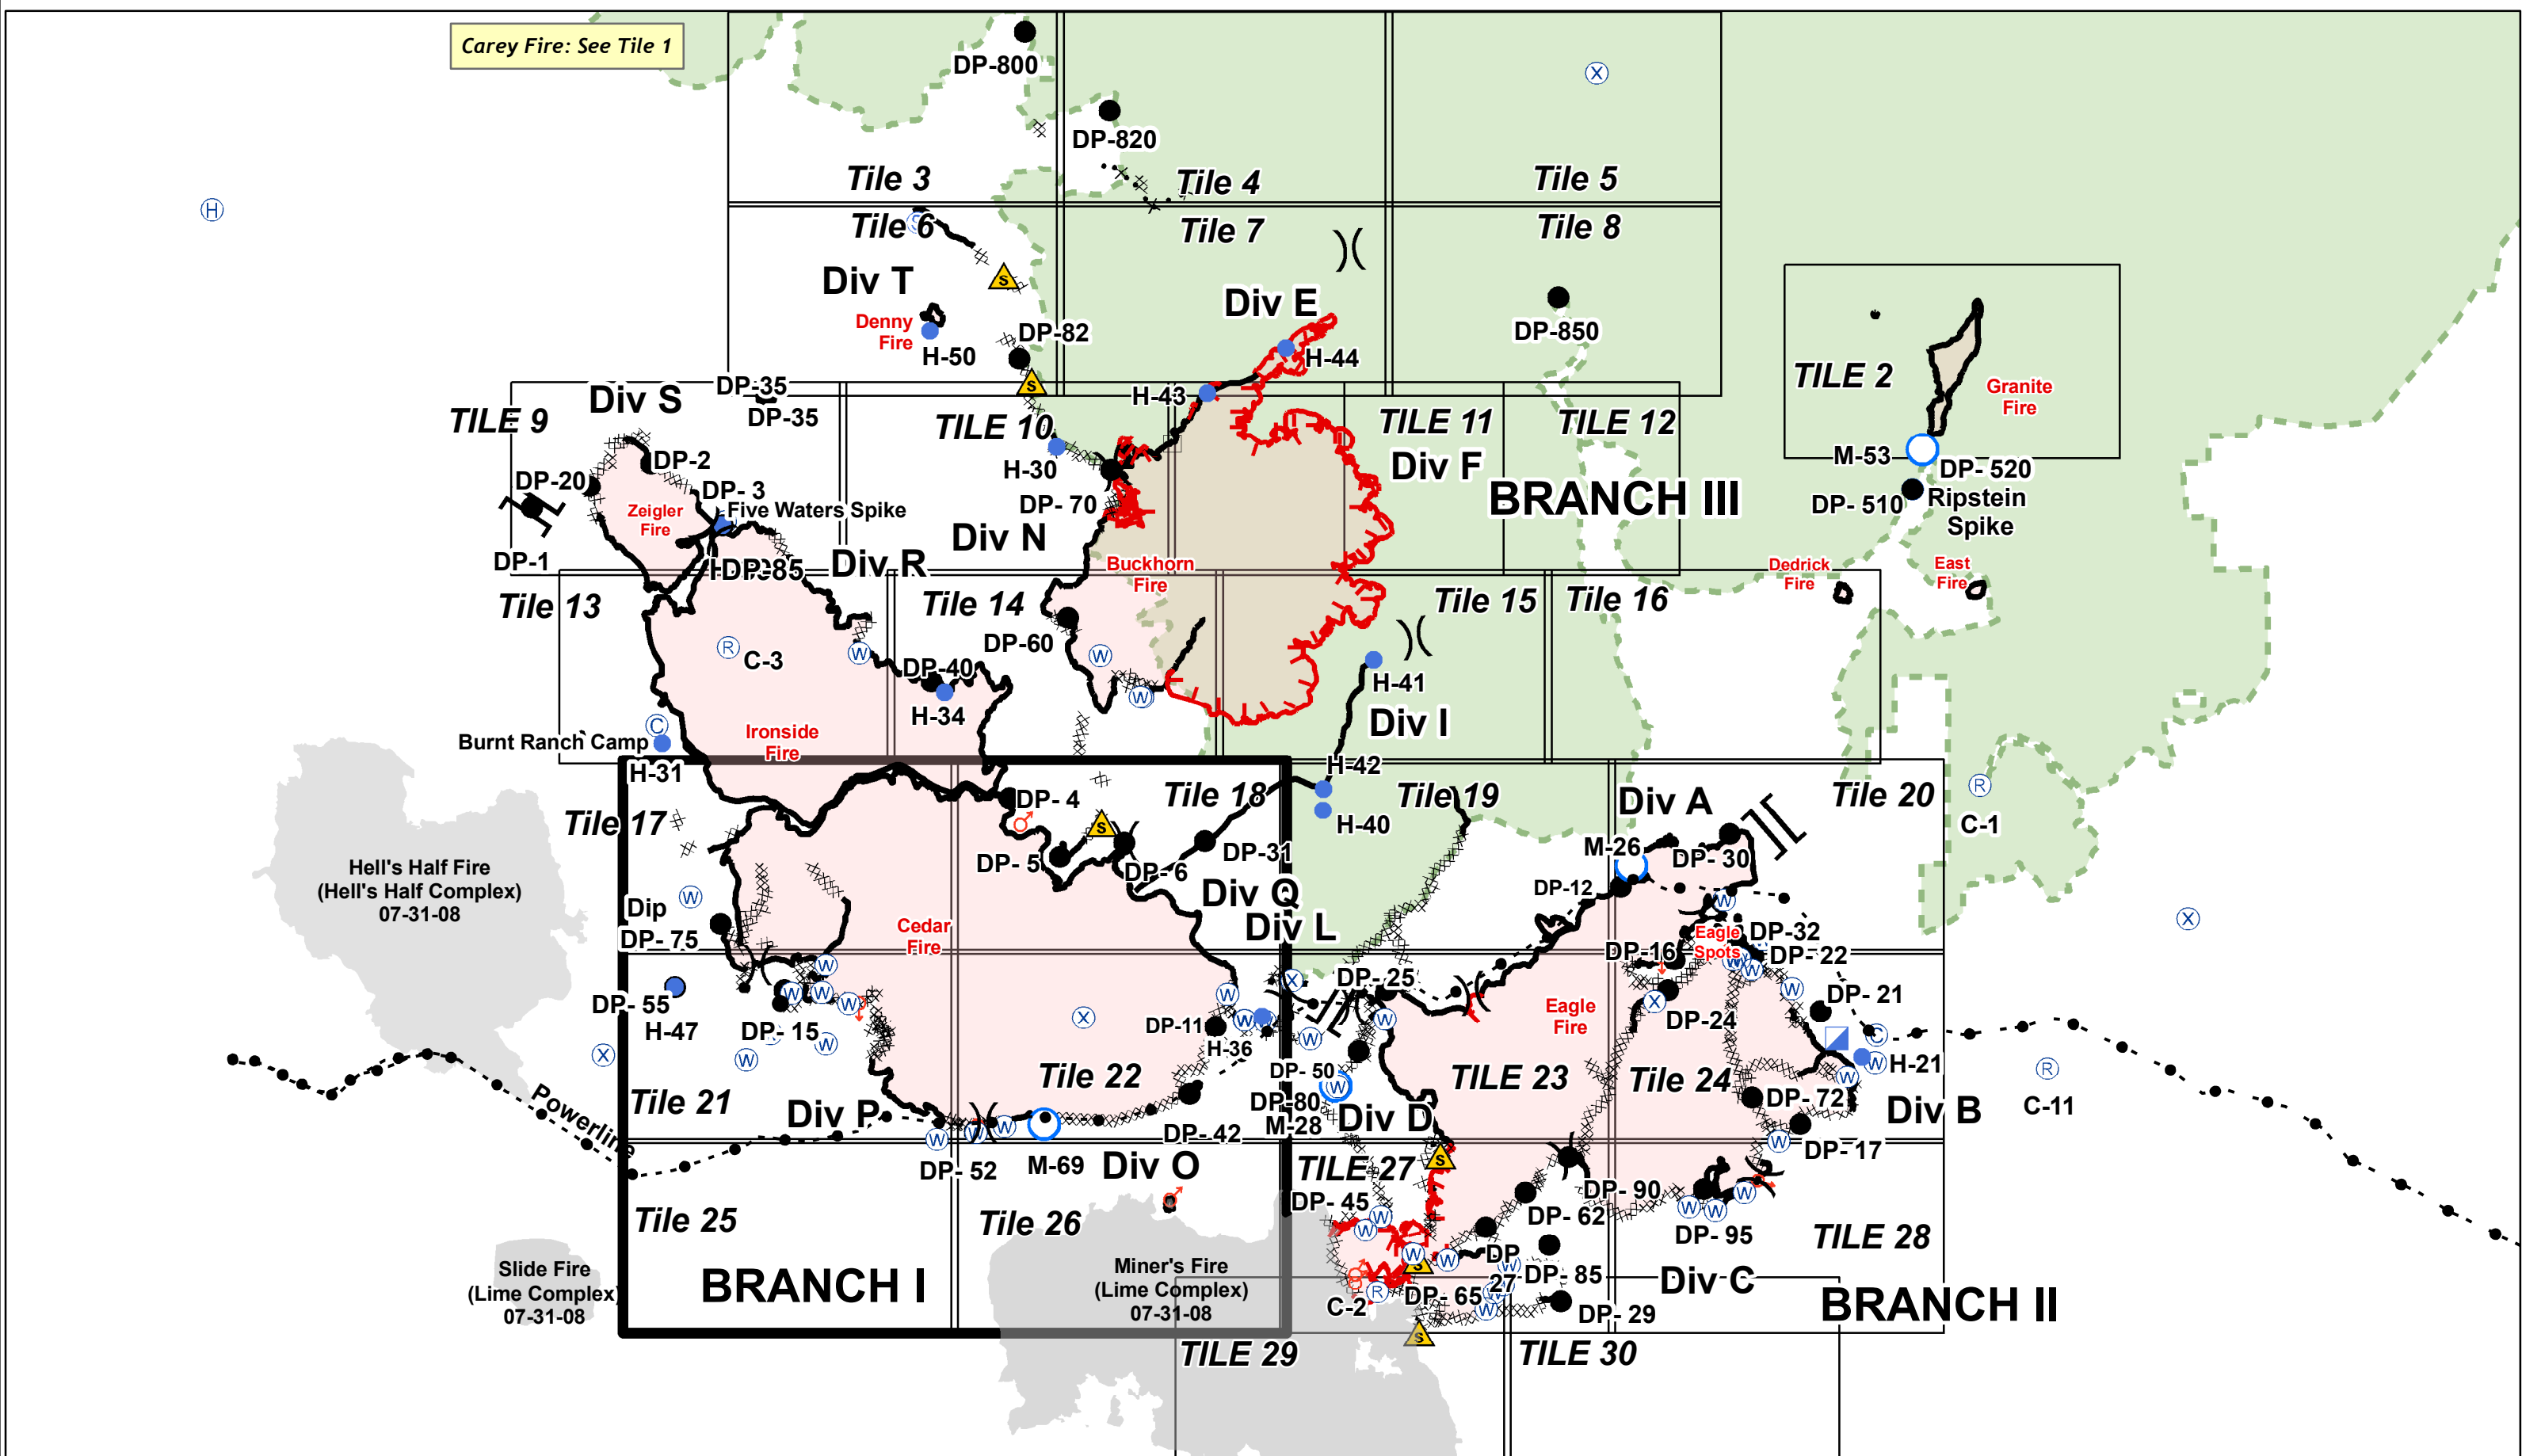 Carey Fire: See Tile 1
DP-800
X
DP-820
Tile 3
Tile 4
Tile 5
H
Tile 6
Tile 7
Tile 8
Div T
S
Div E
Denny
Fire
DP-82
H-50
H-44
DP-850
TILE 2
Granite
Fire
DP-35
S
H-43
Div S
DP-35
TILE 9
TILE 10
TILE 11
TILE 12
DP-2
H-30
Div F
M-53
DP- 520
DP-20
DP- 3
DP- 70
BRANCH III
DP- 510
Ripstein
Spike
Zeigler
Fire
Five Waters Spike
Div N
DP-1
Div R
Buckhorn
Fire
Dedrick
Fire
East
Fire
Tile 13
Tile 14
Tile 15
Tile 16
DP-60
R
C-3
W
W
DP-40
H-41
W
H-34
C
Div I
Burnt Ranch Camp
Ironside
Fire
H-31
H-42
Tile 17
DP- 4
Tile 18
Tile 19
Div A
Tile 20
R
H-40
C-1
S
M-26
DP- 5
DP- 6
DP-31
DP- 30
Hell's Half Fire
(Hell's Half Complex)
07-31-08
W
Div Q
DP-12
W
Dip
DP- 75
Cedar
Fire
Div L
X
DP-16
Eagle
Spots
DP-32
DP- 22
W
X
DP-25
W
W
DP- 55
H-47
W
W
W
W
DP- 15
X
DP-11
W
H-36
W
W
Eagle
Fire
X
DP-24
W
DP- 21
C
X
W
W
DP- 50
W
H-21
W
W
R
C-11
Tile 21
Tile 22
TILE 23
Tile 24
DP- 72
Powerline
Div P
DP-80
M-28
Div D
Div B
W
W
W
DP- 42
W
DP- 17
DP- 52
M-69
Div O
TILE 27
S
DP- 45
DP- 90
W
Tile 25
Tile 26
W
W
DP- 62
W
W
DP- 95
TILE 28
Slide Fire
(Lime Complex)
07-31-08
BRANCH I
Miner's Fire
(Lime Complex)
07-31-08
W
S
W
DP
27
W
DP- 85
Div C
C-2
R
DP- 65
W
DP- 29
BRANCH II
S
TILE 29
TILE 30